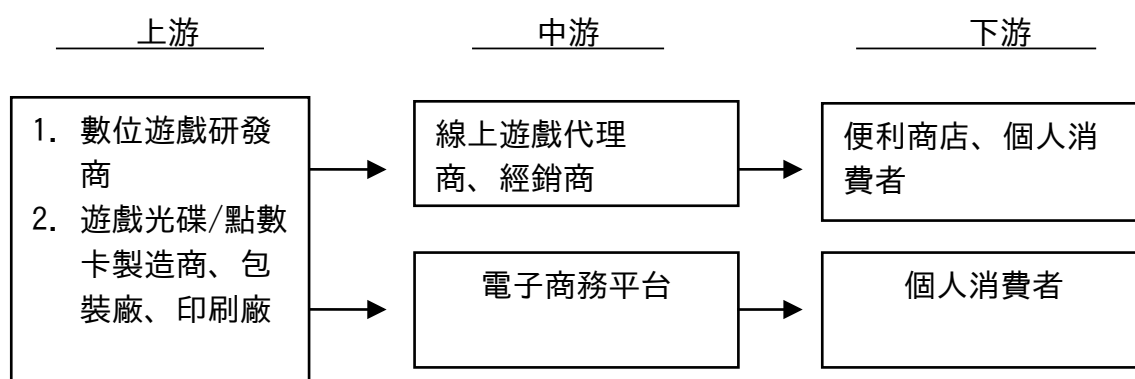 上游
中游
下游
1. 數位遊戲研發
商
2. 遊戲光碟/點數
卡製造商、包
裝廠、印刷廠
線上遊戲代理
商、經銷商
便利商店、個人消
費者
電子商務平台
個人消費者